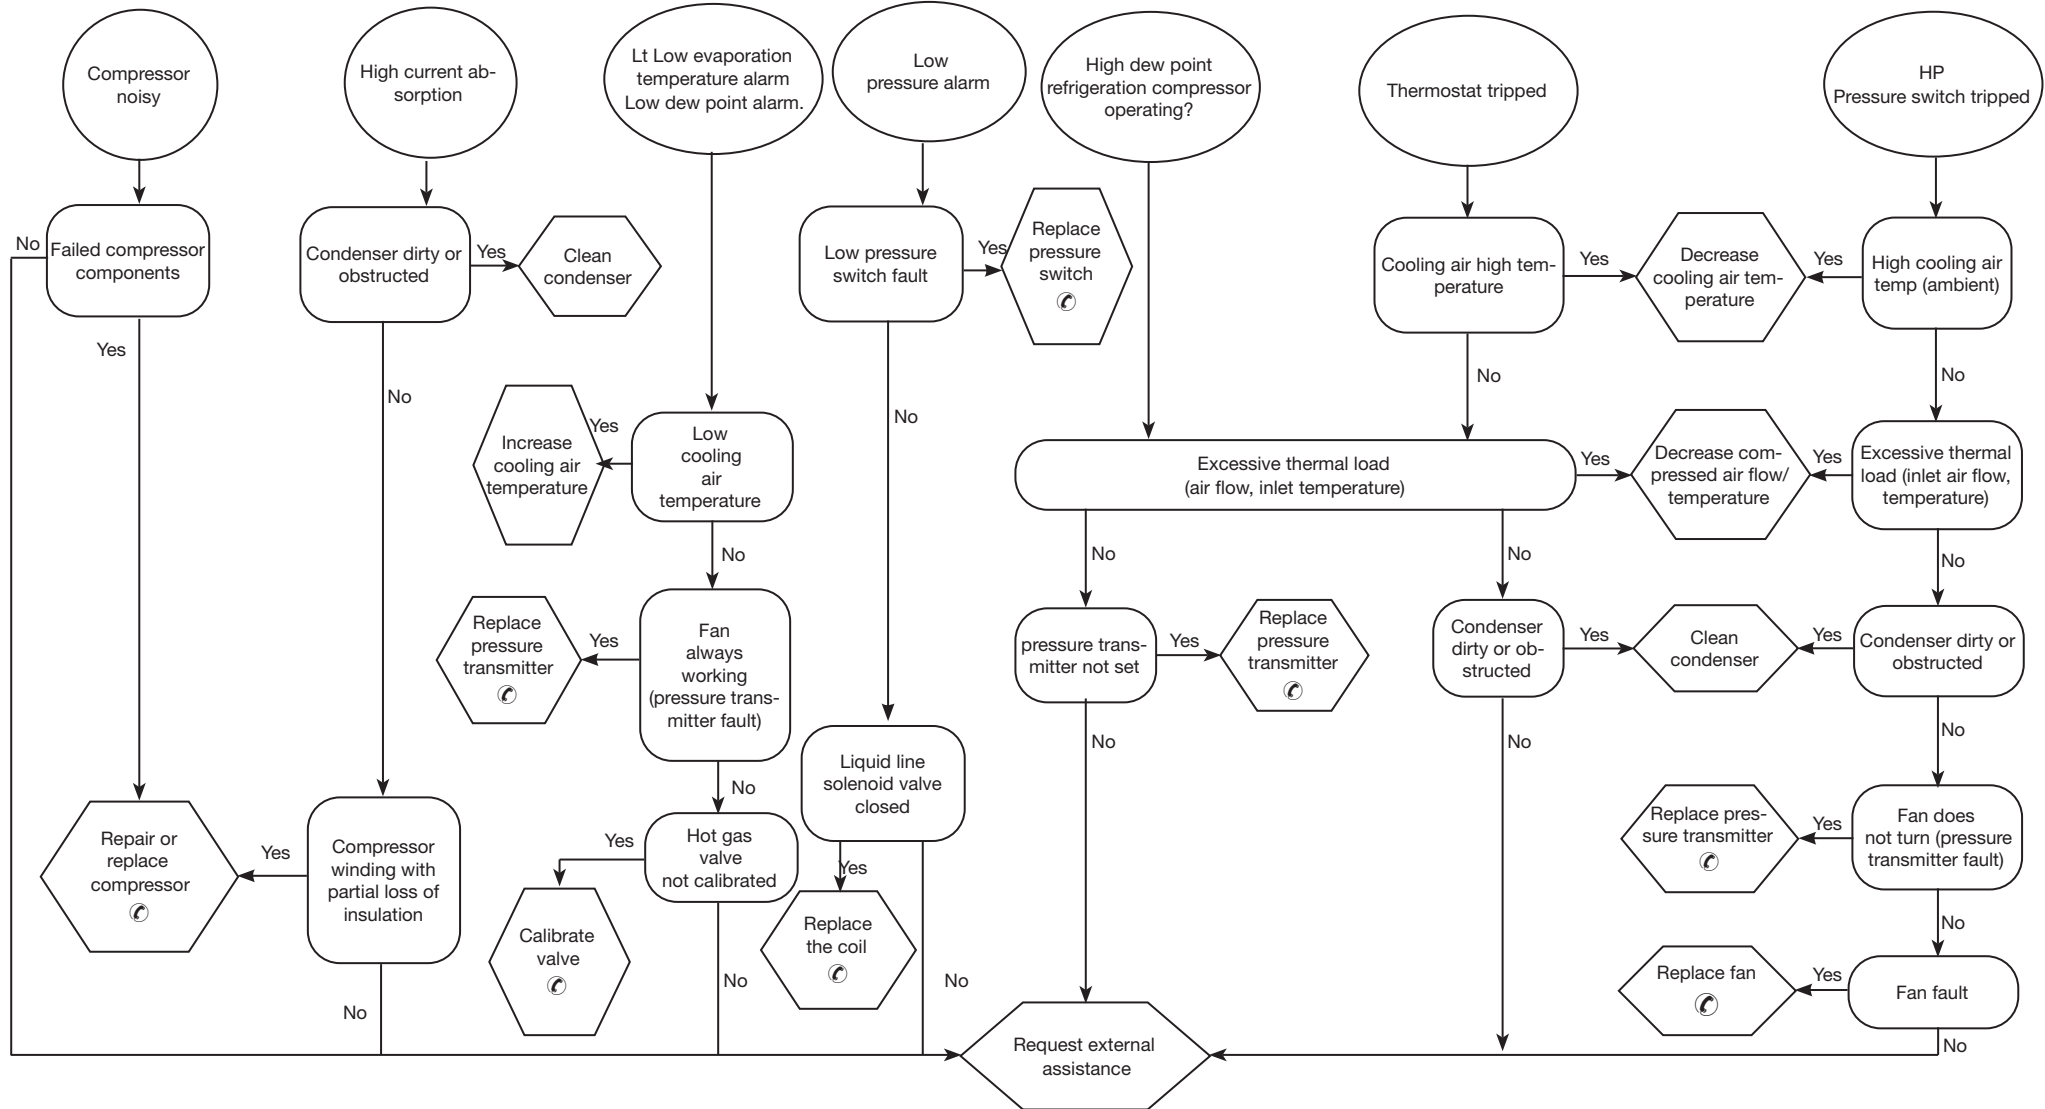 Compressor
noisy
High current ab-
sorption
Lt Low evaporation
temperature alarm
Low dew point alarm.
Low
pressure alarm
High dew point
refrigeration compressor
operating?
Thermostat tripped
HP
Pressure switch tripped
No
Failed compressor
components
Yes
Condenser dirty or
obstructed
Yes
Clean
condenser
No
Low pressure
switch fault
Yes
Replace
pressure
switch
No
Cooling air high tem-
perature
Yes
Decrease
cooling air tem-
perature
Yes
High cooling air
temp (ambient)
No
No
Increase
cooling air
temperature
Yes
Low
cooling
air
temperature
No
Excessive thermal load
(air flow, inlet temperature)
Yes
Decrease com-
pressed air flow/
temperature
Yes
Excessive thermal
load (inlet air flow,
temperature)
No
No
No
Replace
pressure
transmitter
Yes
Fan
always
working
(pressure trans-
mitter fault)
No
pressure trans-
mitter not set
Yes
Replace
pressure
transmitter
No
Condenser
dirty or ob-
structed
Yes
Clean
condenser
Yes
Condenser dirty or
obstructed
No
No
Liquid line
solenoid valve
closed
Yes
Replace
the coil
No
Repair or
replace
compressor
Yes
Compressor
winding with
partial loss of
insulation
No
Yes
Hot gas
valve
not calibrated
Calibrate
valve
No
Replace pres-
sure transmitter
Yes
Fan does
not turn (pressure
transmitter fault)
No
Replace fan
Yes
Fan fault
No
Request external
assistance